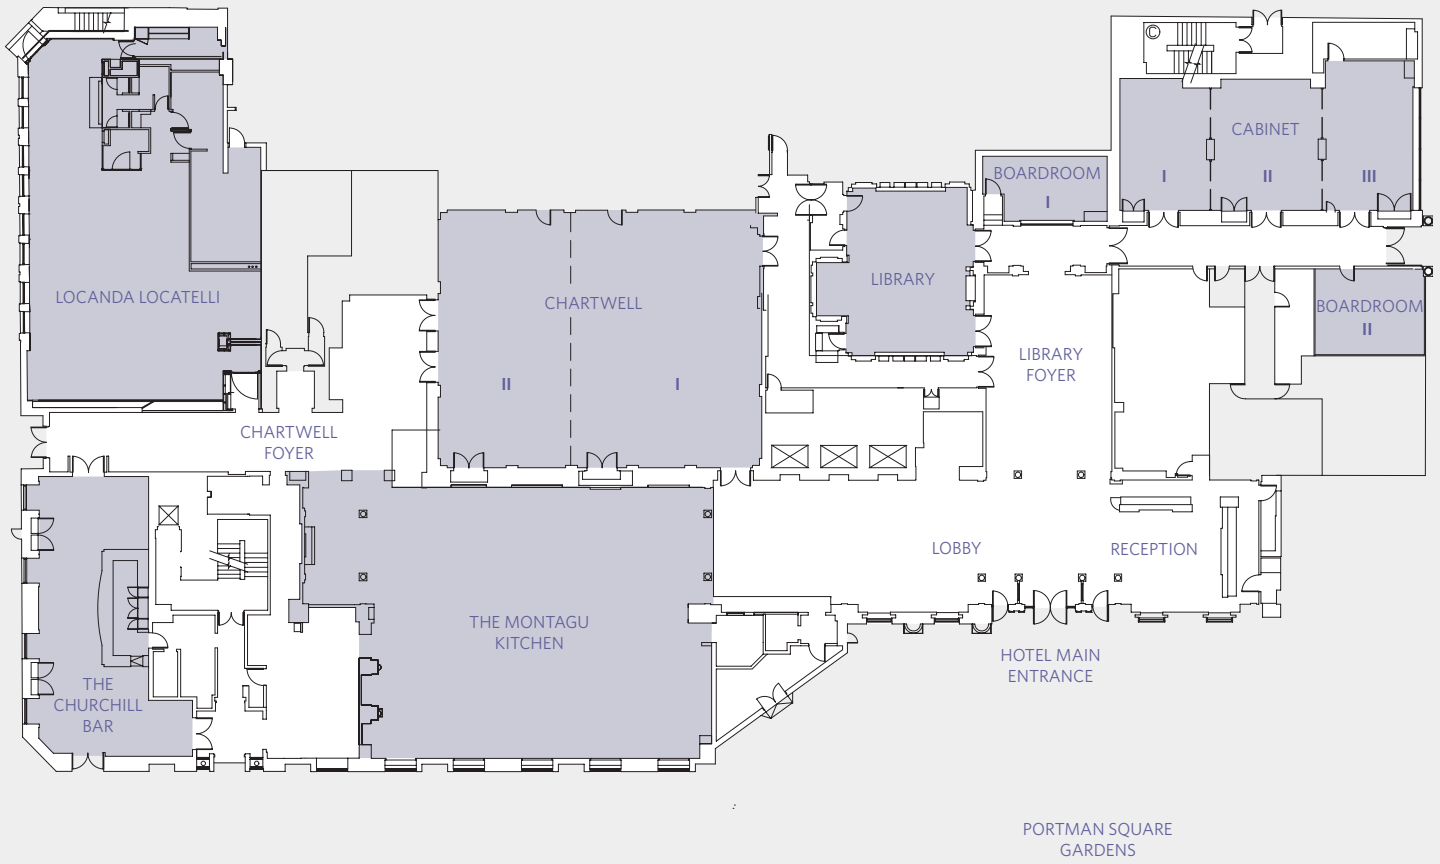 CABINET
I
II
III
BOARDROOM
I
LIBRARY
LOCANDA LOCATELLI
CHARTWELL
BOARDROOM
II
LIBRARY
FOYER
II
I
CHARTWELL
FOYER
LOBBY
RECEPTION
THE MONTAGU
KITCHEN
HOTEL MAIN
ENTRANCE
THE
CHURCHILL
BAR
PORTMAN SQUARE
GARDENS